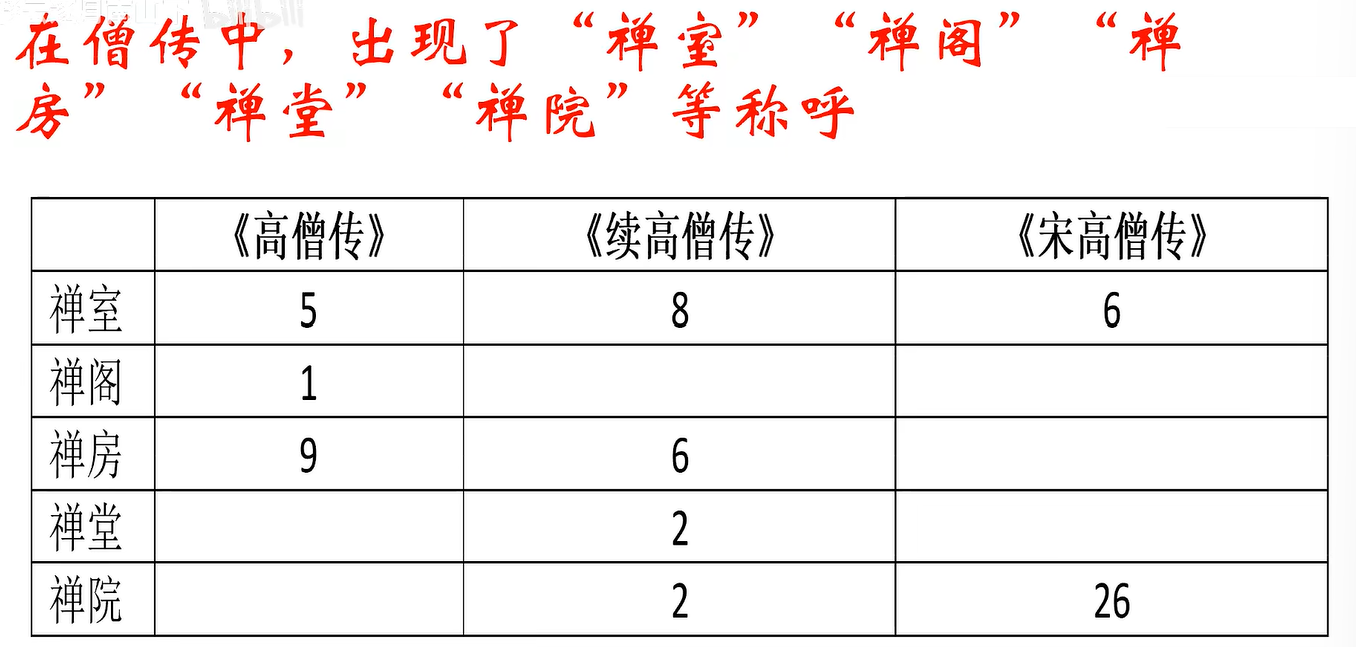 在僧传中，出现了“禅室”“禅阁”“禅
房”“禅堂”“禅院”等称呼
《高僧传》 《续高僧传》 《宋高僧传》
禅室 5 8 6
禅阁 1
禅房 9 6
禅堂 2
禅院 2 26